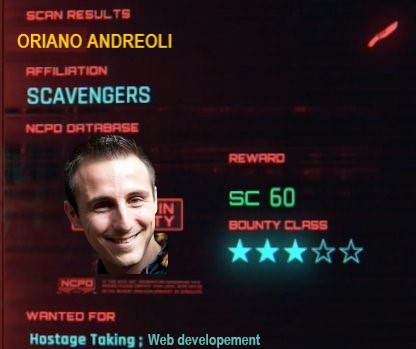 SCAN RESULTS
ORIANO ANDREOLI
AFFILIATION
SCAVENGERS
NCPD DATABASE
REWARD
SC 60
BOUNTY CLASS
NCPD
WANTED FOR
Hostage Taking ; Web developement